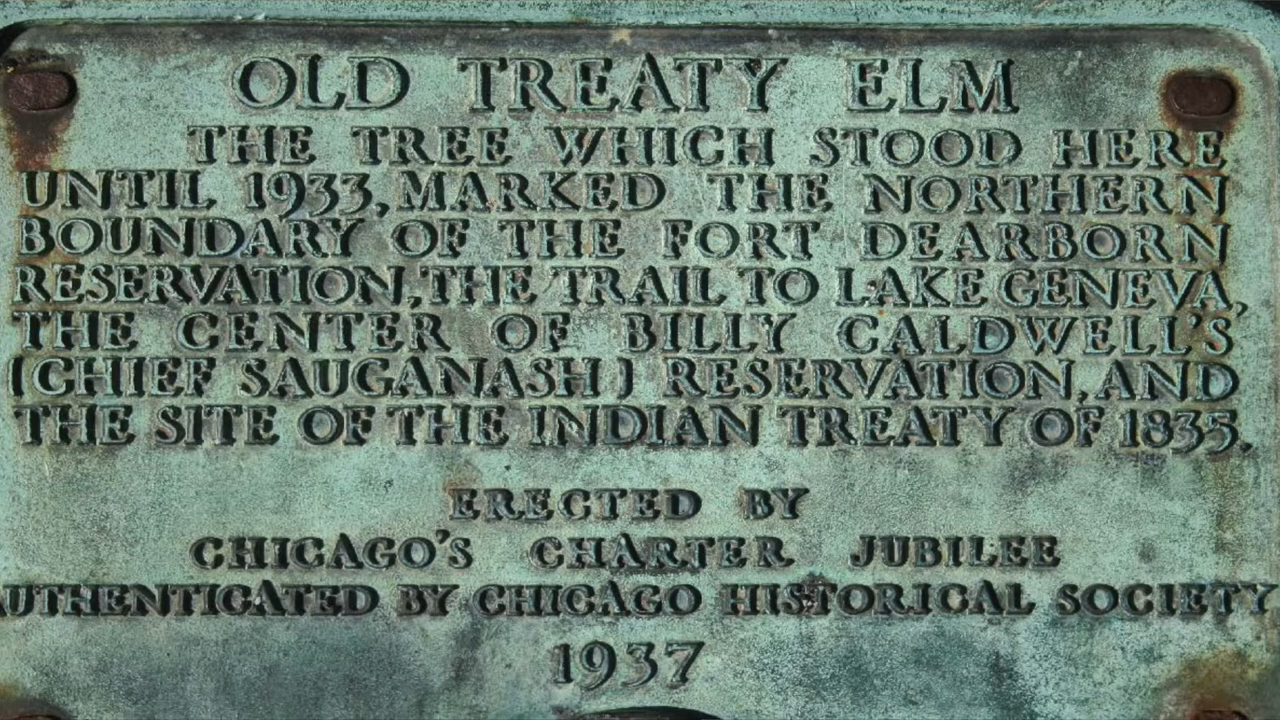 OLD TREATY ELM
THE TREE WHICH STOOD HERE
UNTIL 1933, MARKED THE NORTHERN
BOUNDARY OF THE FORT DEARBORN
RESERVATION, THE TRAIL TO LAKE GENEVA,
THE CENTER OF BILLY CALDWELL'S
(CHIEF SAUGANASH) RESERVATION, AND
THE SITE OF THE INDIAN TREATY OF 1835.
ERECTED BY
CHICAGO'S CHARTER JUBILEE
AUTHENTICATED BY CHICAGO HISTORICAL SOCIETY
1937